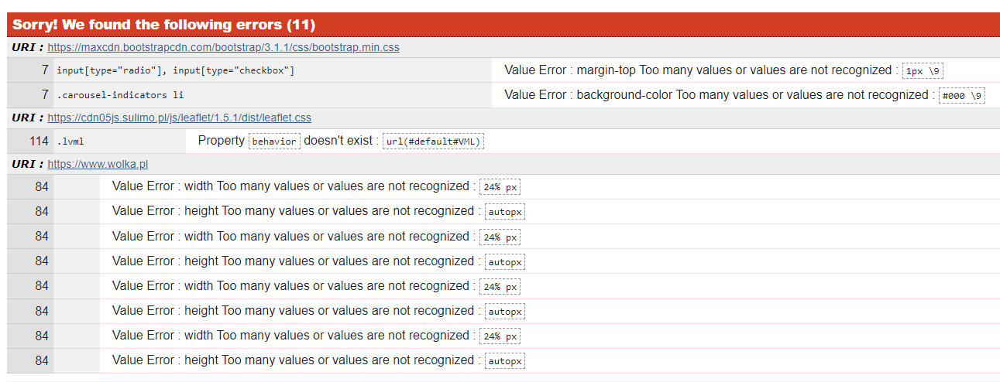 Sorry! We found the following errors (11)
URI : https://maxcdn.bootstrapcdn.com/bootstrap/3.1.1/css/bootstrap.min.css
7 input[type="radio"], input[type="checkbox"] Value Error : margin-top Too many values or values are not recognized : 1px \9
7 .carousel-indicators li Value Error : background-color Too many values or values are not recognized : #000 \9
URI : https://cdn05js.sulimo.pl/js/leaflet/1.5.1/dist/leaflet.css
114 .lvml Property behavior doesn't exist : url(#default#VML)
URI : https://www.wolka.pl
84 Value Error : width Too many values or values are not recognized : 24% px
84 Value Error : height Too many values or values are not recognized : autopx
84 Value Error : width Too many values or values are not recognized : 24% px
84 Value Error : height Too many values or values are not recognized : autopx
84 Value Error : width Too many values or values are not recognized : 24% px
84 Value Error : height Too many values or values are not recognized : autopx
84 Value Error : width Too many values or values are not recognized : 24% px
84 Value Error : height Too many values or values are not recognized : autopx